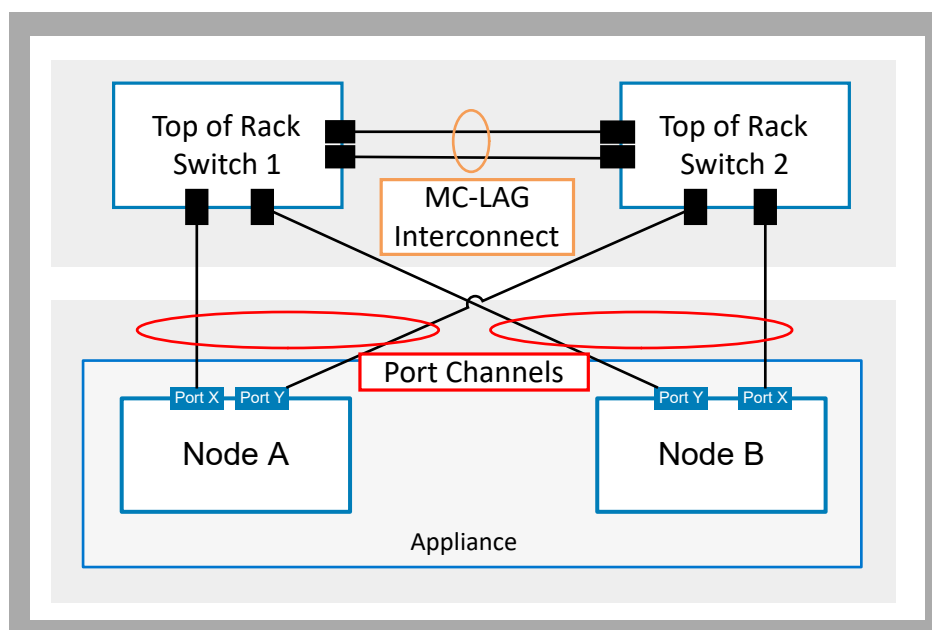 Top of Rack
Switch 1
Top of Rack
Switch 2
MC-LAG
Interconnect
Port Channels
Port X
Port Y
Port Y
Port X
Node A
Node B
Appliance